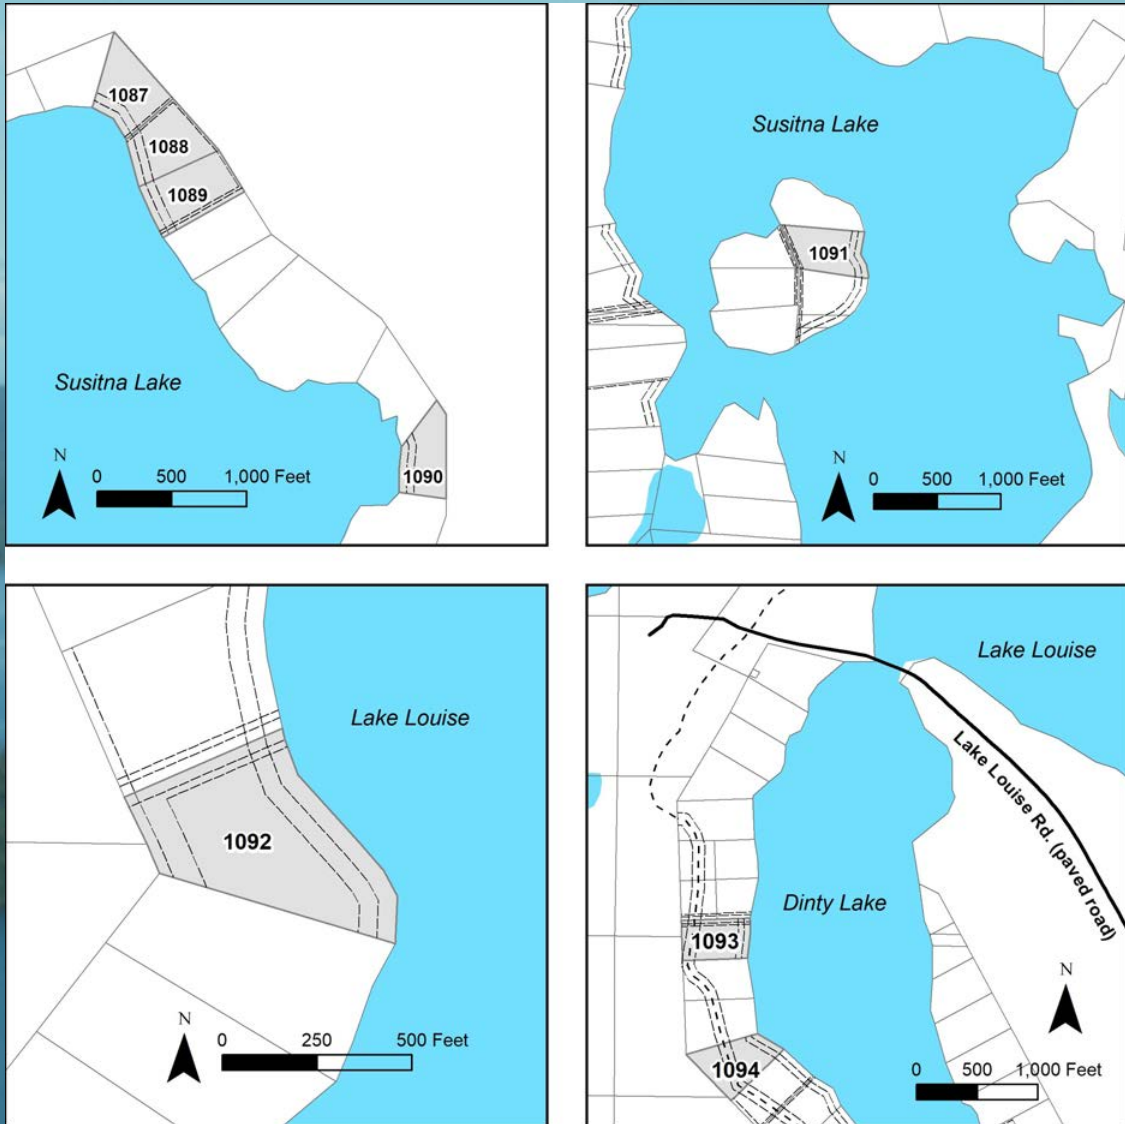 1087
1088
1089
Susitna Lake
N
0 500 1,000 Feet
1090
Susitna Lake
1091
N
0 500 1,000 Feet
Lake Louise
1092
N
0 250 500 Feet
Lake Louise
Lake Louise Rd. (paved road)
Dinty Lake
1093
N
1094
0 500 1,000 Feet